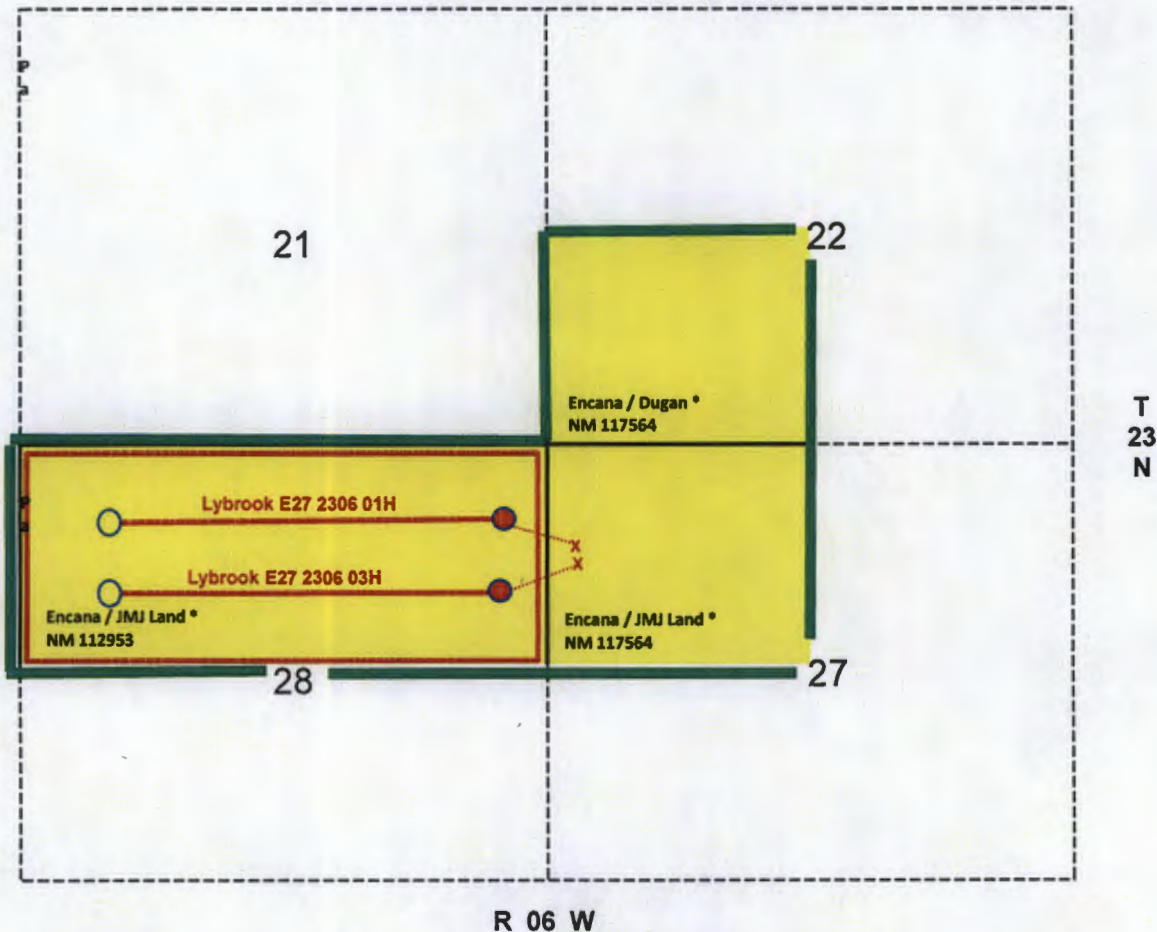 P
a
21
22
Encana / Dugan *
NM 117564
T
23
N
P
a
Lybrook E27 2306 01H
Lybrook E27 2306 03H
Encana / JMJ Land *
NM 112953
Encana / JMJ Land *
NM 117564
28
27
R 06 W